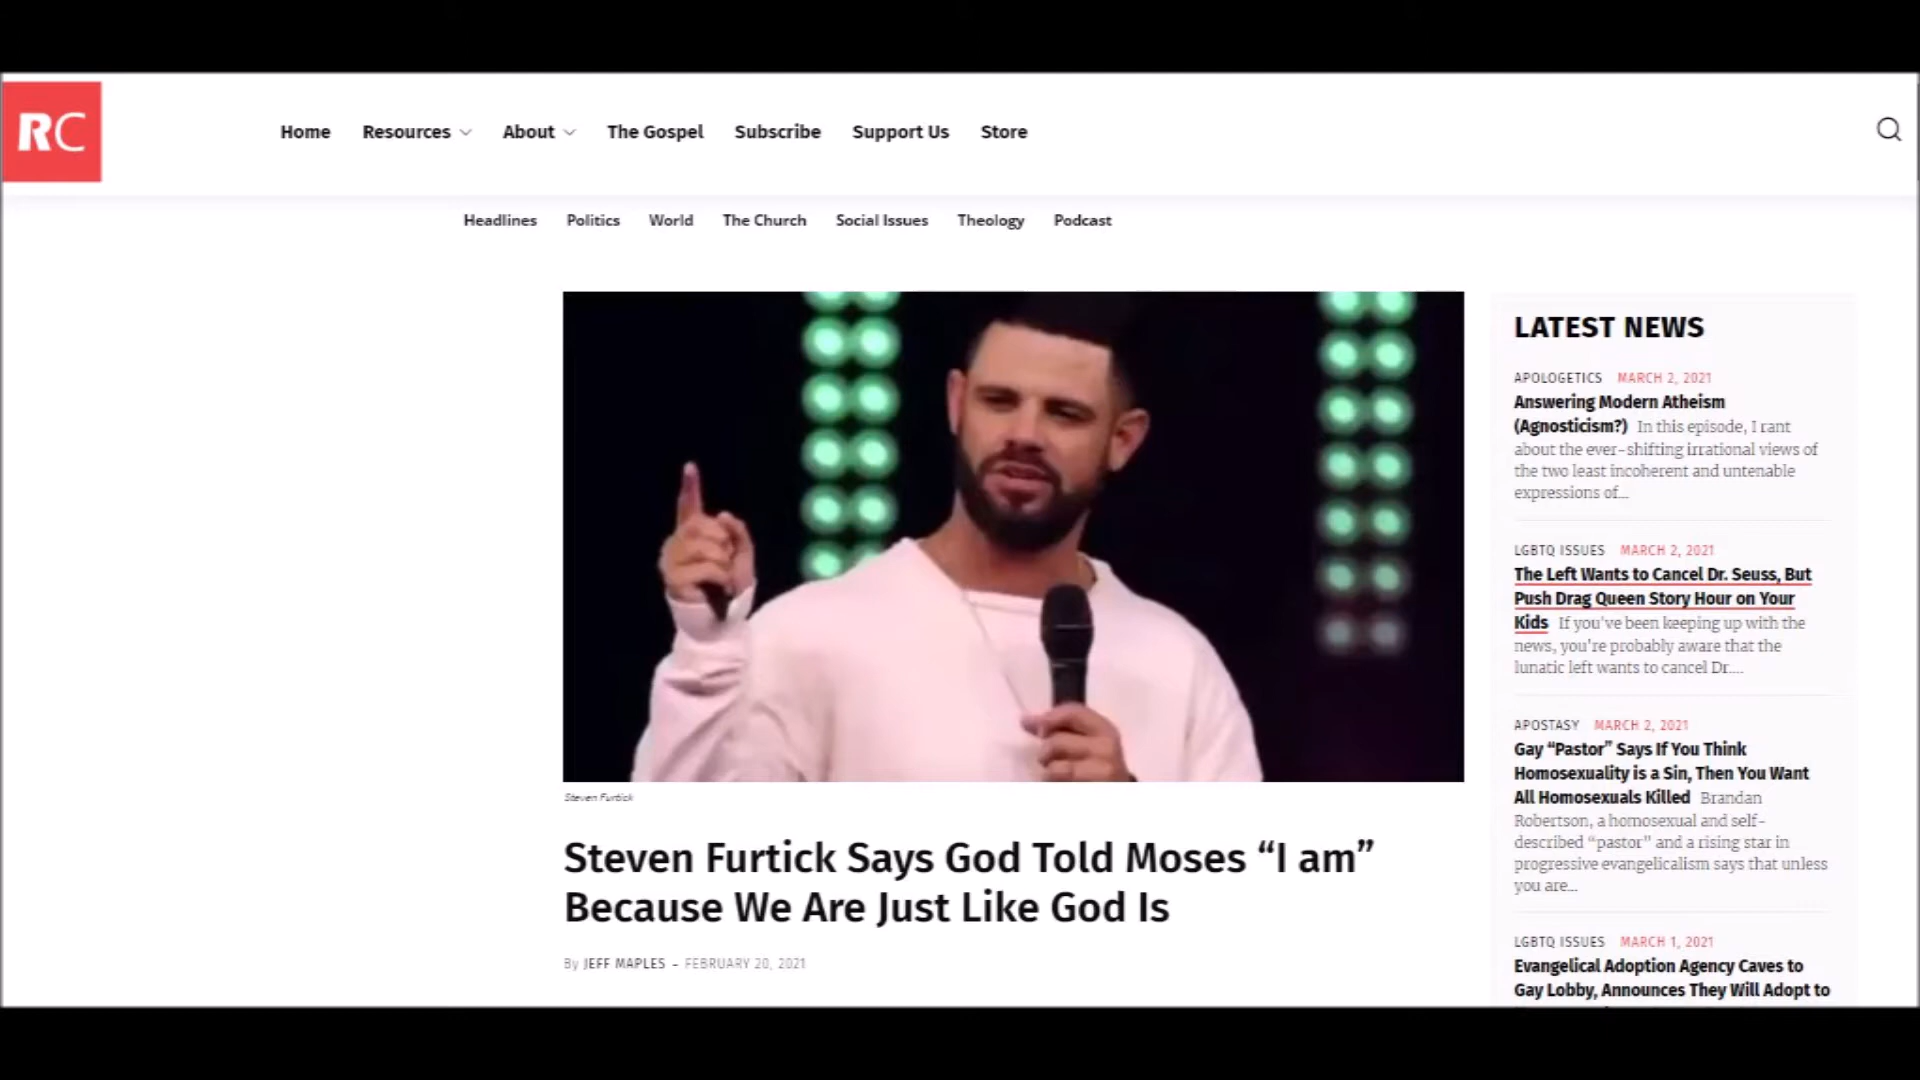 RC
Home Resources About The Gospel Subscribe Support Us Store
Headlines Politics World The Church Social Issues Theology Podcast
Steven Furtick
Steven Furtick Says God Told Moses “I am”
Because We Are Just Like God Is
By JEFF MAPLES - FEBRUARY 20, 2021
LATEST NEWS
APOLOGETICS MARCH 2, 2021
Answering Modern Atheism
(Agnosticism?) In this episode, I rant
about the ever-shifting irrational views of
the two least incoherent and untenable
expressions of...
LGBTQ ISSUES MARCH 2, 2021
The Left Wants to Cancel Dr. Seuss, But
Push Drag Queen Story Hour on Your
Kids If you've been keeping up with the
news, you're probably aware that the
lunatic left wants to cancel Dr....
APOSTASY MARCH 2, 2021
Gay “Pastor” Says If You Think
Homosexuality is a Sin, Then You Want
All Homosexuals Killed Brandan
Robertson, a homosexual and self-
described “pastor” and a rising star in
progressive evangelicalism says that unless
you are...
LGBTQ ISSUES MARCH 1, 2021
Evangelical Adoption Agency Caves to
Gay Lobby, Announces They Will Adopt to